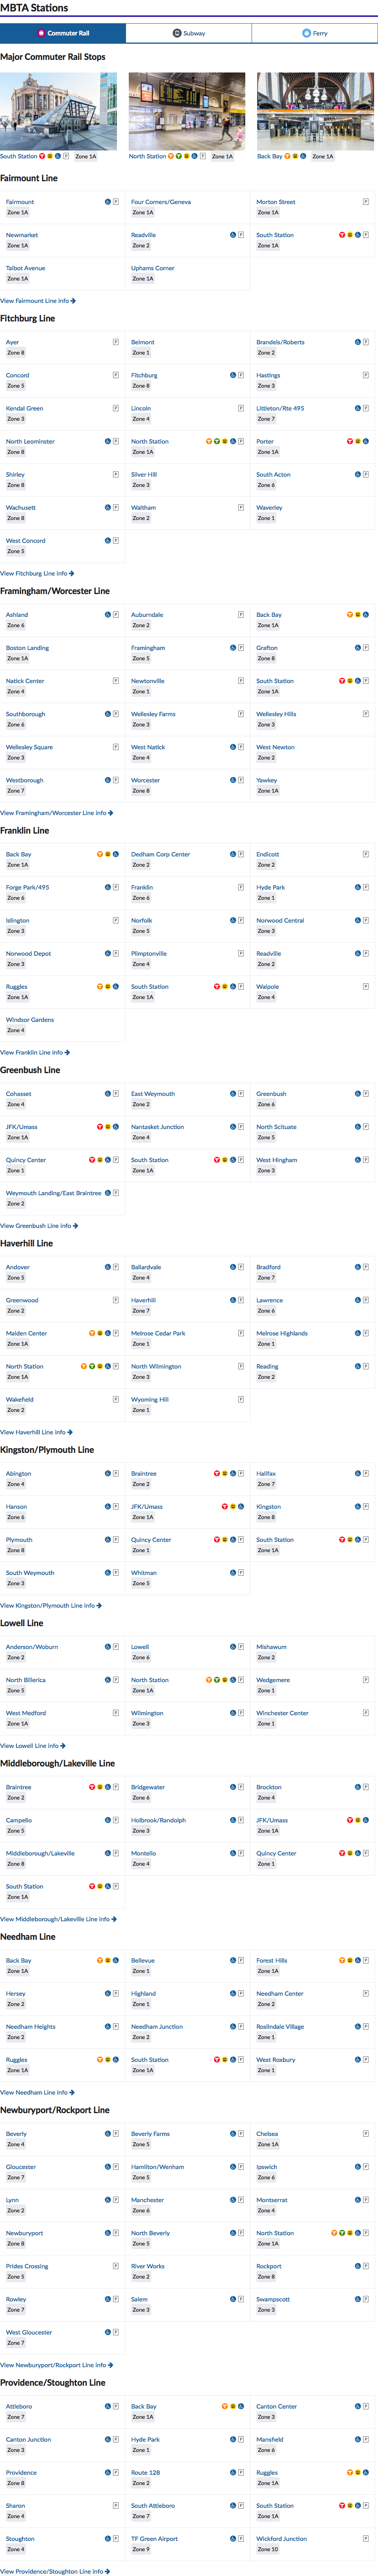 MBTA Stations
Commuter Rail
Subway
Ferry
Major Commuter Rail Stops
South Station T P Zone 1A
North Station T T P Zone 1A
Back Bay T Zone 1A
Fairmount Line
Fairmount P
Zone 1A
Four Corners/Geneva
Zone 1A
Morton Street P
Zone 1A
Newmarket
Zone 1A
Readville P
Zone 2
South Station T P
Zone 1A
Talbot Avenue
Zone 1A
Uphams Corner
Zone 1A
View Fairmount Line info
Fitchburg Line
Ayer P
Zone 8
Belmont
Zone 1
Brandeis/Roberts P
Zone 2
Concord P
Zone 5
Fitchburg P
Zone 8
Hastings P
Zone 3
Kendal Green P
Zone 3
Lincoln P
Zone 4
Littleton/Rte 495 P
Zone 7
North Leominster P
Zone 8
North Station T T P
Zone 1A
Porter T
Zone 1A
Shirley P
Zone 8
Silver Hill
Zone 3
South Acton P
Zone 6
Wachusett P
Zone 8
Waltham P
Zone 2
Waverley
Zone 1
West Concord P
Zone 5
View Fitchburg Line info
Framingham/Worcester Line
Ashland P
Zone 6
Auburndale P
Zone 2
Back Bay T
Zone 1A
Boston Landing
Zone 1A
Framingham P
Zone 5
Grafton P
Zone 8
Natick Center P
Zone 4
Newtonville P
Zone 1
South Station T P
Zone 1A
Southborough P
Zone 6
Wellesley Farms P
Zone 3
Wellesley Hills P
Zone 3
Wellesley Square P
Zone 3
West Natick P
Zone 4
West Newton
Zone 2
Westborough P
Zone 7
Worcester P
Zone 8
Yawkey
Zone 1A
View Framingham/Worcester Line info
Franklin Line
Back Bay T
Zone 1A
Dedham Corp Center P
Zone 2
Endicott P
Zone 2
Forge Park/495 P
Zone 6
Franklin P
Zone 6
Hyde Park P
Zone 1
Islington P
Zone 3
Norfolk P
Zone 5
Norwood Central P
Zone 3
Norwood Depot P
Zone 3
Plimptonville P
Zone 4
Readville P
Zone 2
Ruggles T
Zone 1A
South Station T P
Zone 1A
Walpole P
Zone 4
Windsor Gardens
Zone 4
View Franklin Line info
Greenbush Line
Cohasset P
Zone 4
East Weymouth P
Zone 2
Greenbush P
Zone 6
JFK/Umass T
Zone 1A
Nantasket Junction P
Zone 4
North Scituate P
Zone 5
Quincy Center T P
Zone 1
South Station T P
Zone 1A
West Hingham P
Zone 3
Weymouth Landing/East Braintree P
Zone 2
View Greenbush Line info
Haverhill Line
Andover P
Zone 5
Ballardvale P
Zone 4
Bradford P
Zone 7
Greenwood P
Zone 2
Haverhill P
Zone 7
Lawrence P
Zone 6
Malden Center T P
Zone 1A
Melrose Cedar Park P
Zone 1
Melrose Highlands P
Zone 1
North Station T T P
Zone 1A
North Wilmington P
Zone 3
Reading P
Zone 2
Wakefield P
Zone 2
Wyoming Hill P
Zone 1
View Haverhill Line info
Kingston/Plymouth Line
Abington P
Zone 4
Braintree T P
Zone 2
Halifax P
Zone 7
Hanson P
Zone 6
JFK/Umass T
Zone 1A
Kingston P
Zone 8
Plymouth P
Zone 8
Quincy Center T P
Zone 1
South Station T P
Zone 1A
South Weymouth P
Zone 3
Whitman P
Zone 5
View Kingston/Plymouth Line info
Lowell Line
Anderson/Woburn P
Zone 2
Lowell P
Zone 6
Mishawum
Zone 2
North Billerica P
Zone 5
North Station T T P
Zone 1A
Wedgemere P
Zone 1
West Medford P
Zone 1A
Wilmington P
Zone 3
Winchester Center P
Zone 1
View Lowell Line info
Middleborough/Lakeville Line
Braintree T P
Zone 2
Bridgewater P
Zone 6
Brockton P
Zone 4
Campello P
Zone 5
Holbrook/Randolph P
Zone 3
JFK/Umass T
Zone 1A
Middleborough/Lakeville P
Zone 8
Montello P
Zone 4
Quincy Center T P
Zone 1
South Station T P
Zone 1A
View Middleborough/Lakeville Line info
Needham Line
Back Bay T
Zone 1A
Bellevue P
Zone 1
Forest Hills T P
Zone 1A
Hersey P
Zone 2
Highland P
Zone 1
Needham Center P
Zone 2
Needham Heights P
Zone 2
Needham Junction P
Zone 2
Roslindale Village P
Zone 1
Ruggles T
Zone 1A
South Station T P
Zone 1A
West Roxbury P
Zone 1
View Needham Line info
Newburyport/Rockport Line
Beverly P
Zone 4
Beverly Farms P
Zone 5
Chelsea P
Zone 1A
Gloucester P
Zone 7
Hamilton/Wenham P
Zone 5
Ipswich P
Zone 6
Lynn P
Zone 2
Manchester P
Zone 6
Montserrat P
Zone 4
Newburyport P
Zone 8
North Beverly P
Zone 5
North Station T T P
Zone 1A
Prides Crossing P
Zone 5
River Works
Zone 2
Rockport P
Zone 8
Rowley P
Zone 7
Salem P
Zone 3
Swampscott P
Zone 3
West Gloucester P
Zone 7
View Newburyport/Rockport Line info
Providence/Stoughton Line
Attleboro P
Zone 7
Back Bay T
Zone 1A
Canton Center P
Zone 3
Canton Junction P
Zone 3
Hyde Park P
Zone 1
Mansfield P
Zone 6
Providence P
Zone 8
Route 128 P
Zone 2
Ruggles T
Zone 1A
Sharon P
Zone 4
South Attleboro P
Zone 7
South Station T P
Zone 1A
Stoughton P
Zone 4
TF Green Airport P
Zone 9
Wickford Junction P
Zone 10
View Providence/Stoughton Line info